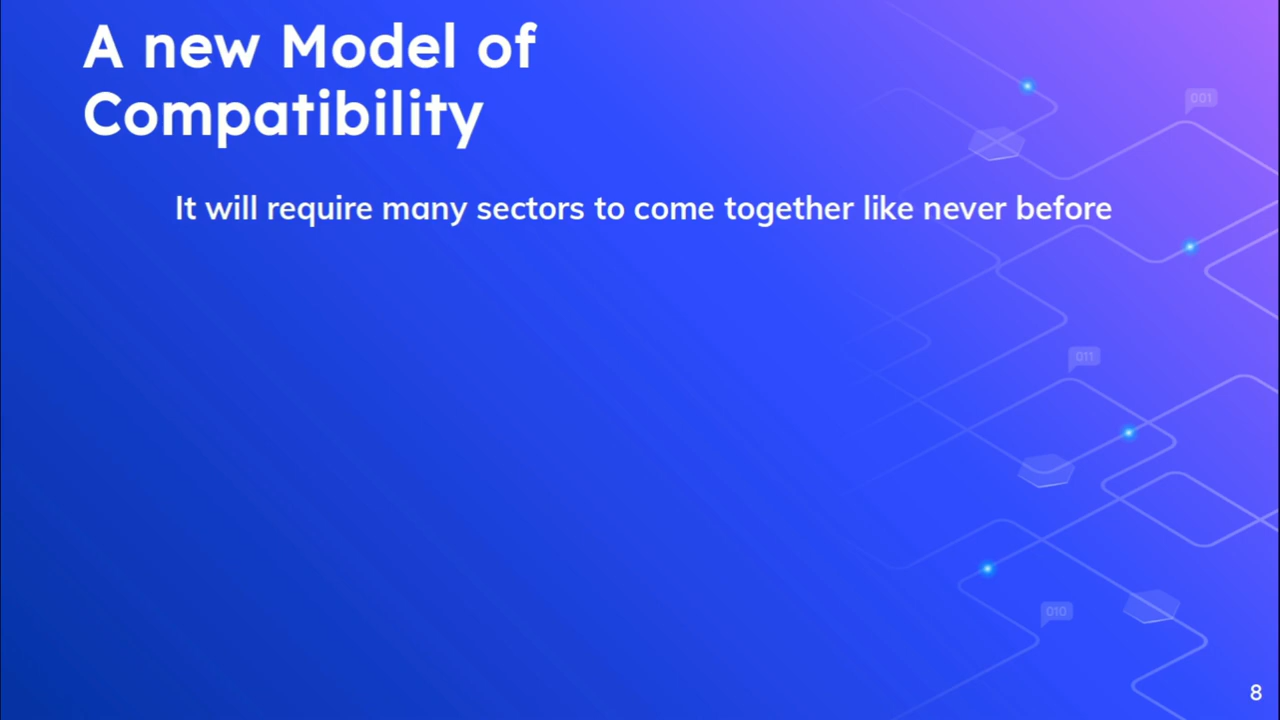 A new Model of
Compatibility
001
It will require many sectors to come together like never before
011
010
8